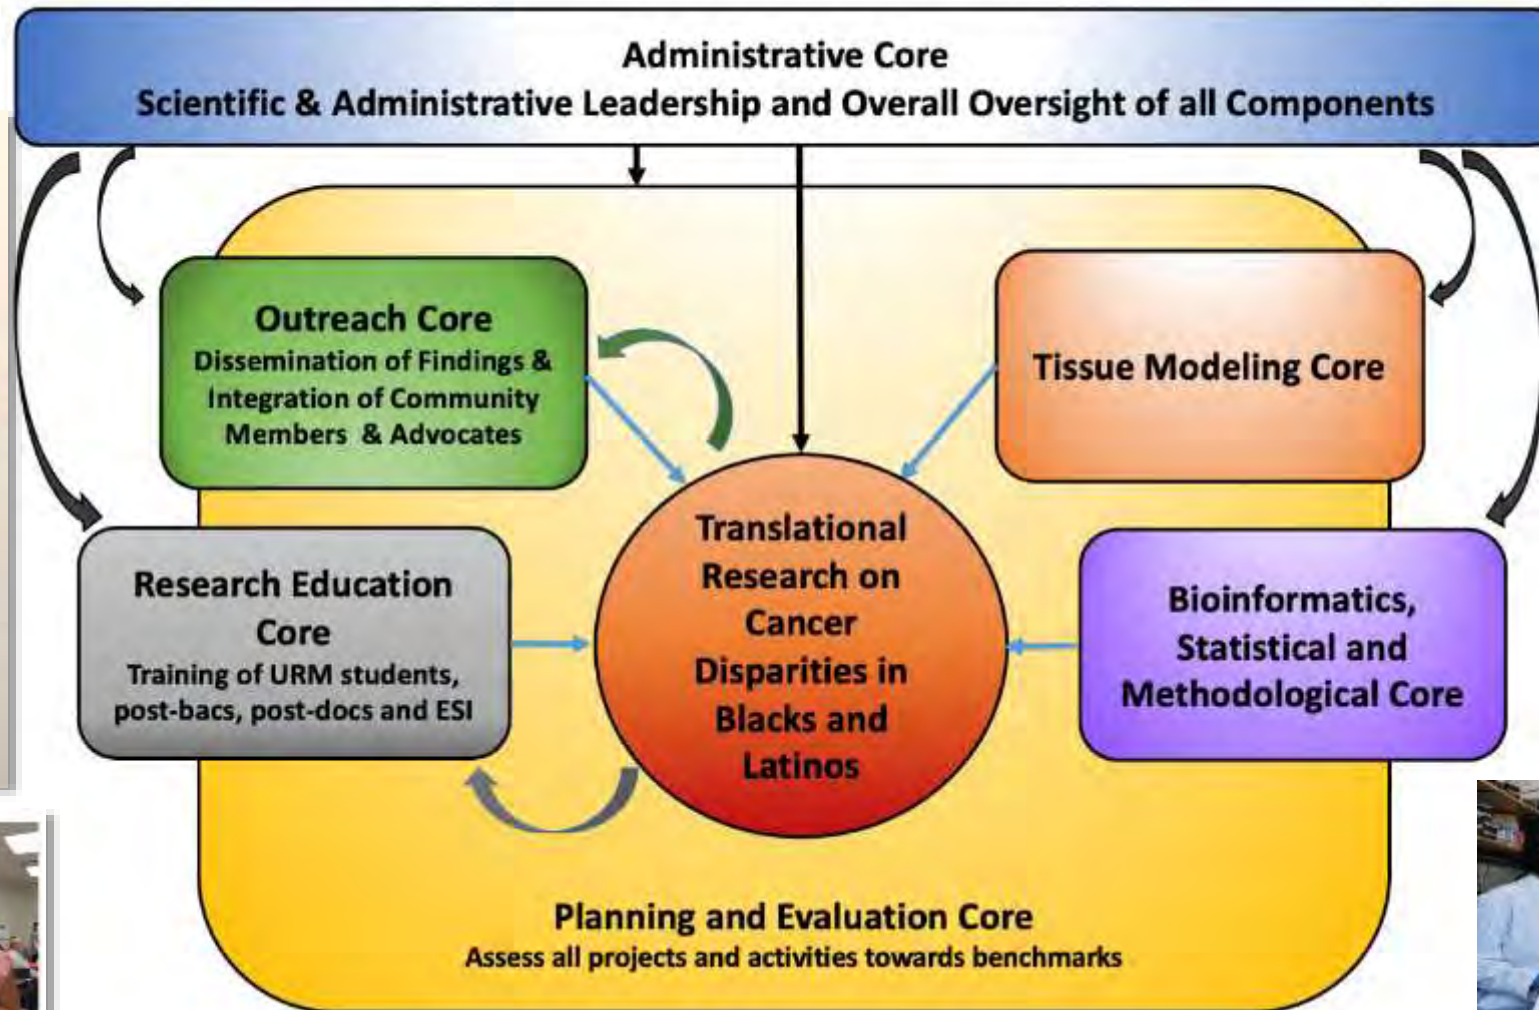 Administrative Core
Scientific & Administrative Leadership and Overall Oversight of all Components
Outreach Core
Dissemination of Findings &
Integration of Community
Members & Advocates
Tissue Modeling Core
Research Education
Core
Training of URM students,
post-bacs, post-docs and ESI
Translational
Research on
Cancer
Disparities in
Blacks and
Latinos
Bioinformatics,
Statistical and
Methodological Core
Planning and Evaluation Core
Assess all projects and activities towards benchmarks